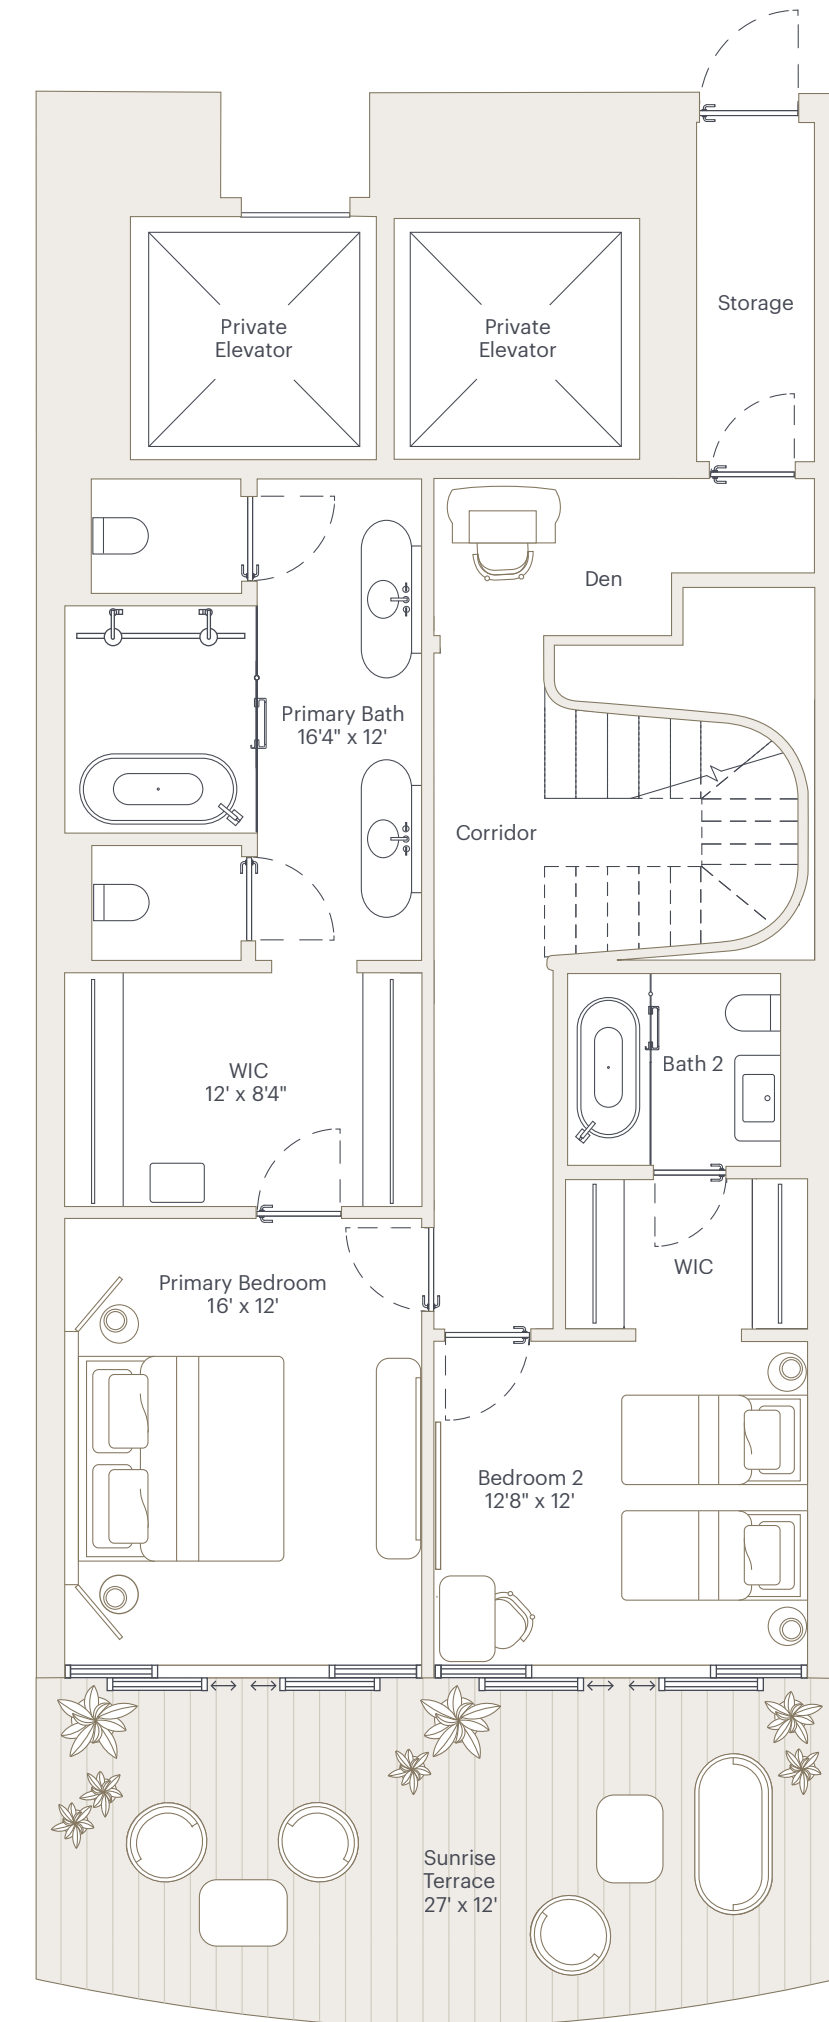 Storage
Private
Elevator
Private
Elevator
Den
Primary Bath
16'4" x 12'
Corridor
WIC
12' x 8'4"
Bath 2
WIC
Primary Bedroom
16' x 12'
Bedroom 2
12'8" x 12'
Sunrise
Terrace
27' x 12'